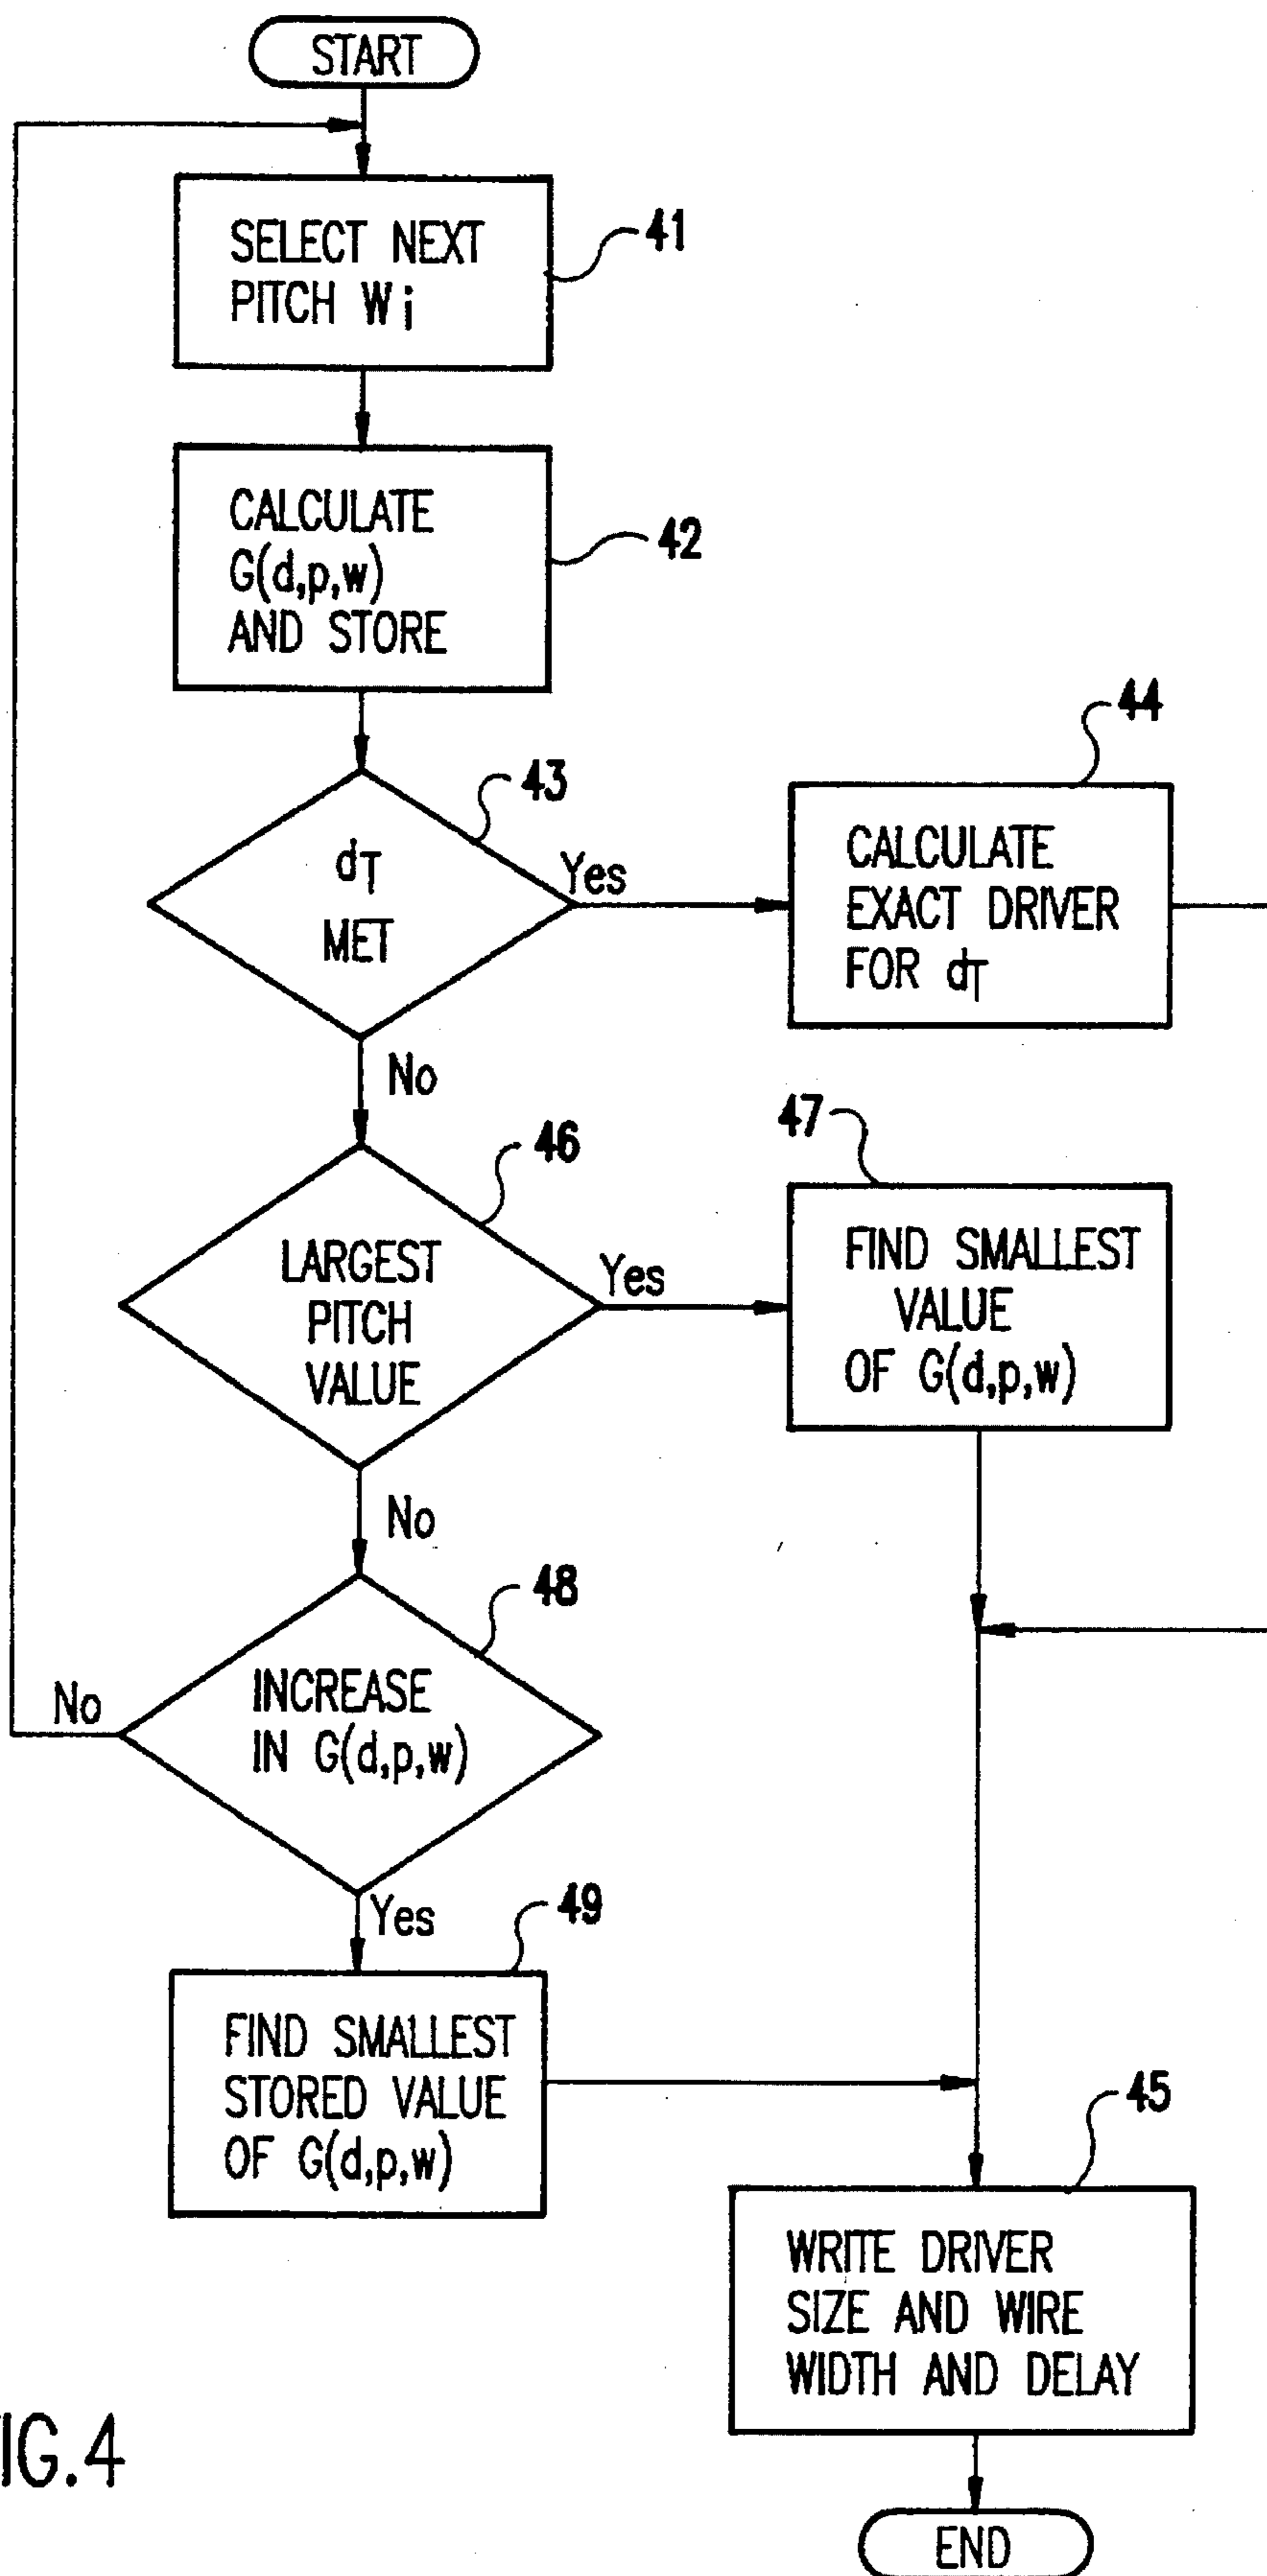 START
SELECT NEXT
PITCH Wi
41
CALCULATE
G(d,p,w)
AND STORE
42
dT
MET
43
Yes
CALCULATE
EXACT DRIVER
FOR dT
44
No
LARGEST
PITCH
VALUE
46
Yes
FIND SMALLEST
VALUE
OF G(d,p,w)
47
No
INCREASE
IN G(d,p,w)
48
No
Yes
FIND SMALLEST
STORED VALUE
OF G(d,p,w)
49
WRITE DRIVER
SIZE AND WIRE
WIDTH AND DELAY
45
END
IG.4